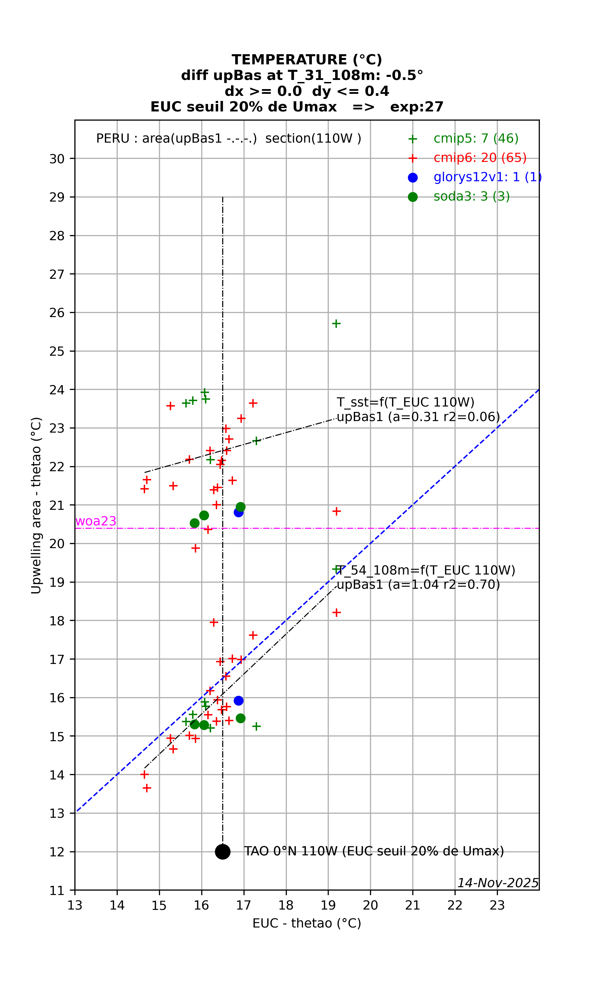 TEMPERATURE (°C)
diff upBas at T_31_108m: -0.5°
dx >= 0.0  dy <= 0.4
EUC seuil 20% de Umax   =>   exp:27
PERU : area(upBas1 -.-.-.)  section(110W )
cmip5: 7 (46)
cmip6: 20 (65)
glorys12v1: 1 (1)
soda3: 3 (3)
30
29
28
27
26
25
24
23
22
21
20
19
18
17
16
15
14
13
12
11
Upwelling area - thetao (°C)
T_sst=f(T_EUC 110W)
upBas1 (a=0.31 r2=0.06)
woa23
T_54_108m=f(T_EUC 110W)
upBas1 (a=1.04 r2=0.70)
TAO 0°N 110W (EUC seuil 20% de Umax)
14-Nov-2025
13 14 15 16 17 18 19 20 21 22 23
EUC - thetao (°C)